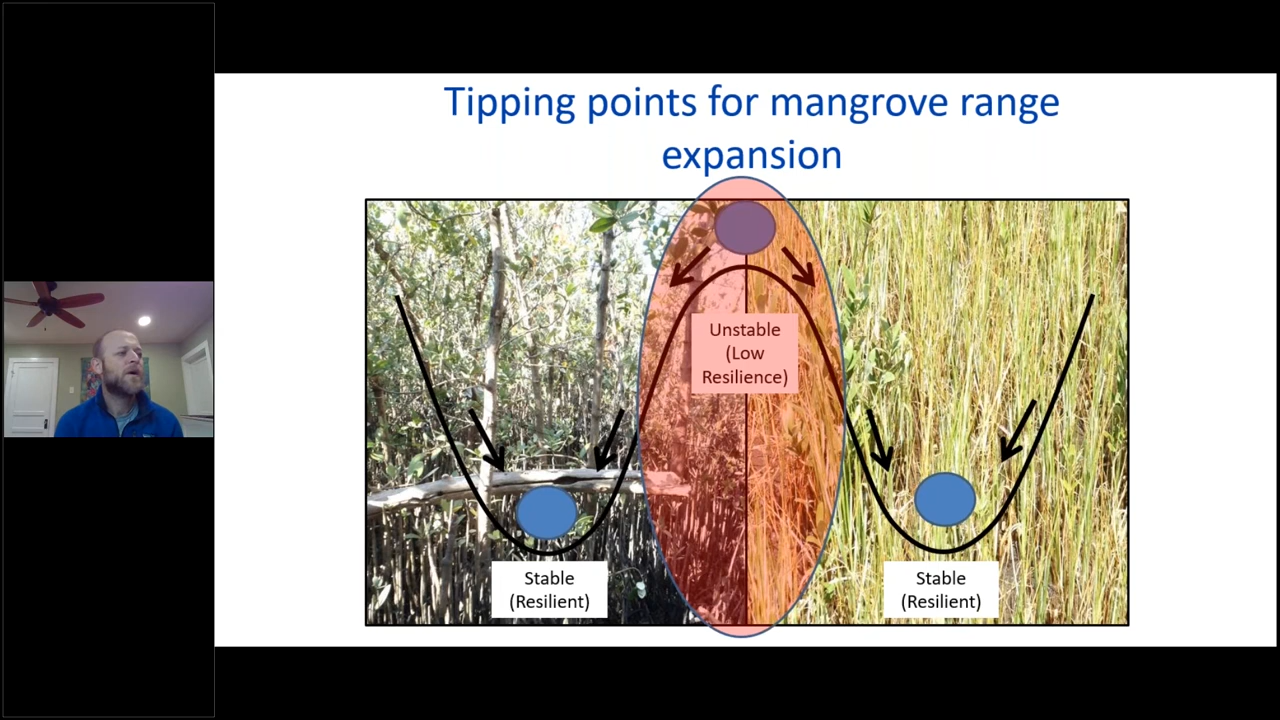 Tipping points for mangrove range
expansion
Unstable
(Low
Resilience)
Stable
(Resilient)
Stable
(Resilient)